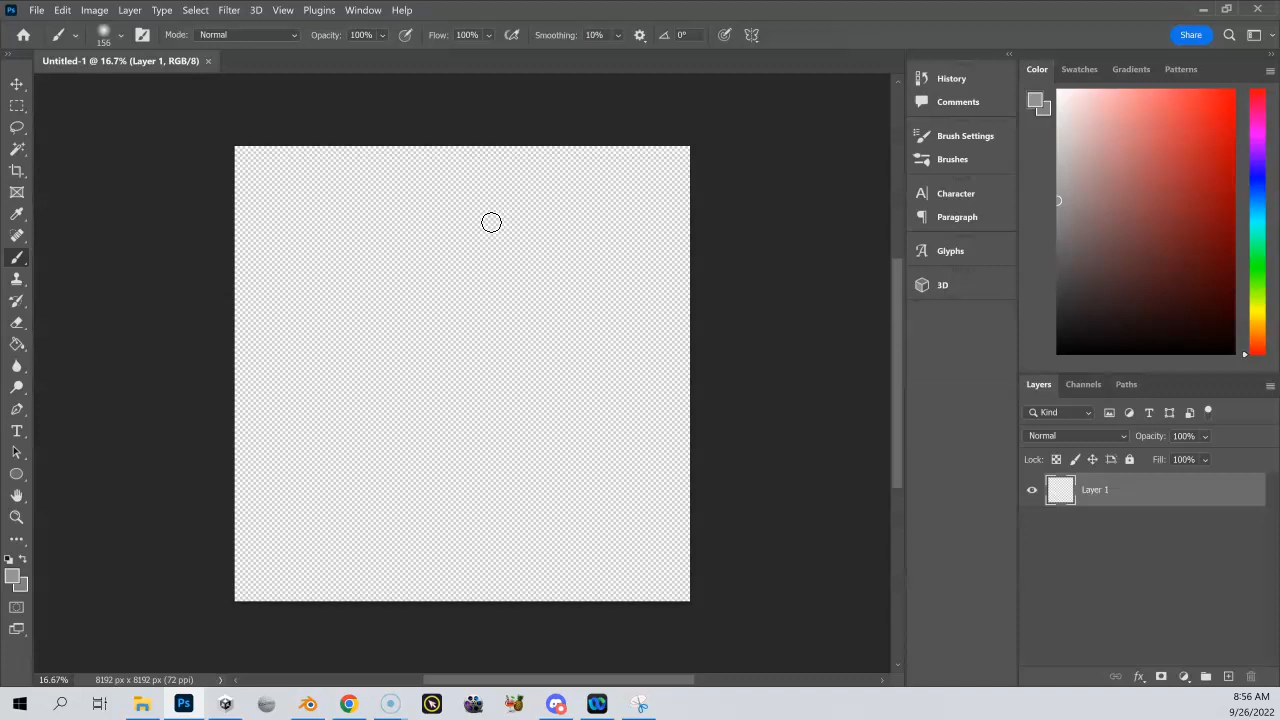 Ps File Edit Image Layer Type Select Filter 3D View Plugins Window Help
156 Mode: Normal Opacity: 100% Flow: 100% Smoothing: 10% 0° Share
Untitled-1 @ 16.7% (Layer 1, RGB/8) ×
History
Comments
Brush Settings
Brushes
Character
Paragraph
Glyphs
3D
Color Swatches Gradients Patterns
Layers Channels Paths
Kind
Normal Opacity: 100%
Lock: Fill: 100%
Layer 1
16.67% 8192 px x 8192 px (72 ppi)
Ps
8:56 AM
9/26/2022